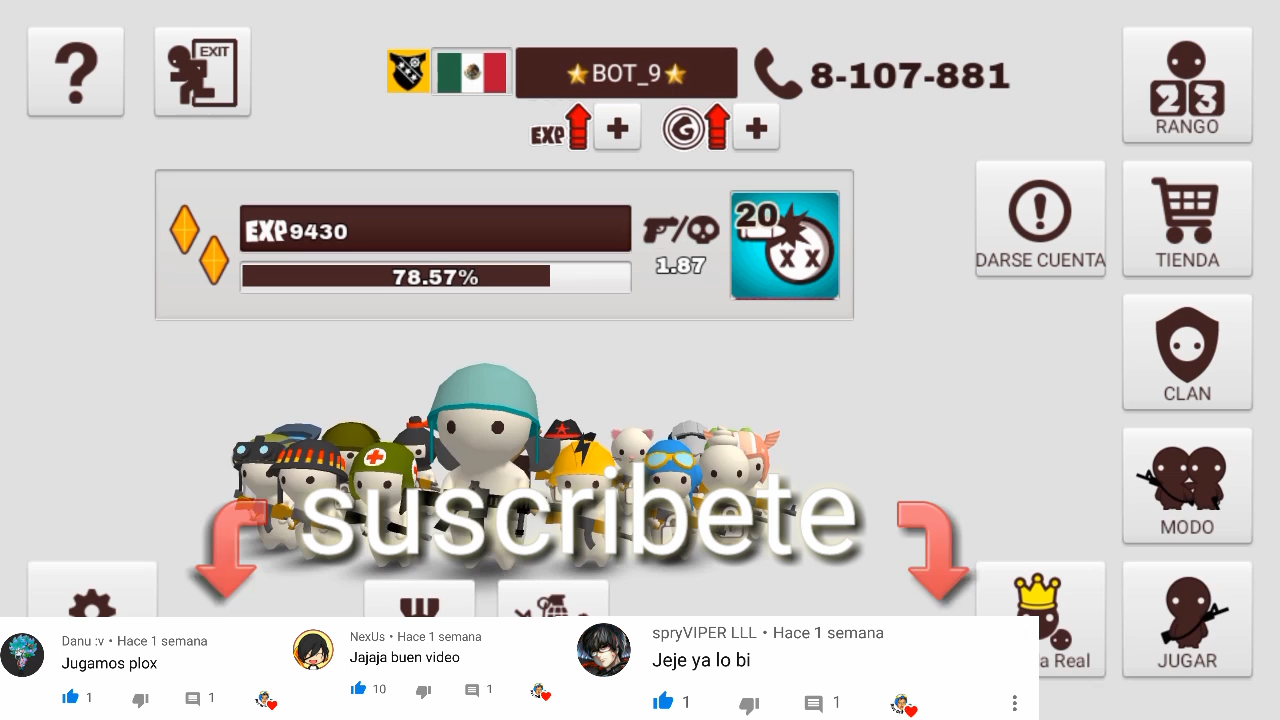 ?
EXIT
BOT_9
8-107-881
EXP
+
G
+
23
RANGO
EXP 9430
78.57%
1.87
20
DARSE CUENTA
TIENDA
CLAN
MODO
suscribete
a Real
JUGAR
Danu :v • Hace 1 semana
Jugamos plox
1
1
NexUs • Hace 1 semana
Jajaja buen video
10
1
spryVIPER LLL • Hace 1 semana
Jeje ya lo bi
1
1